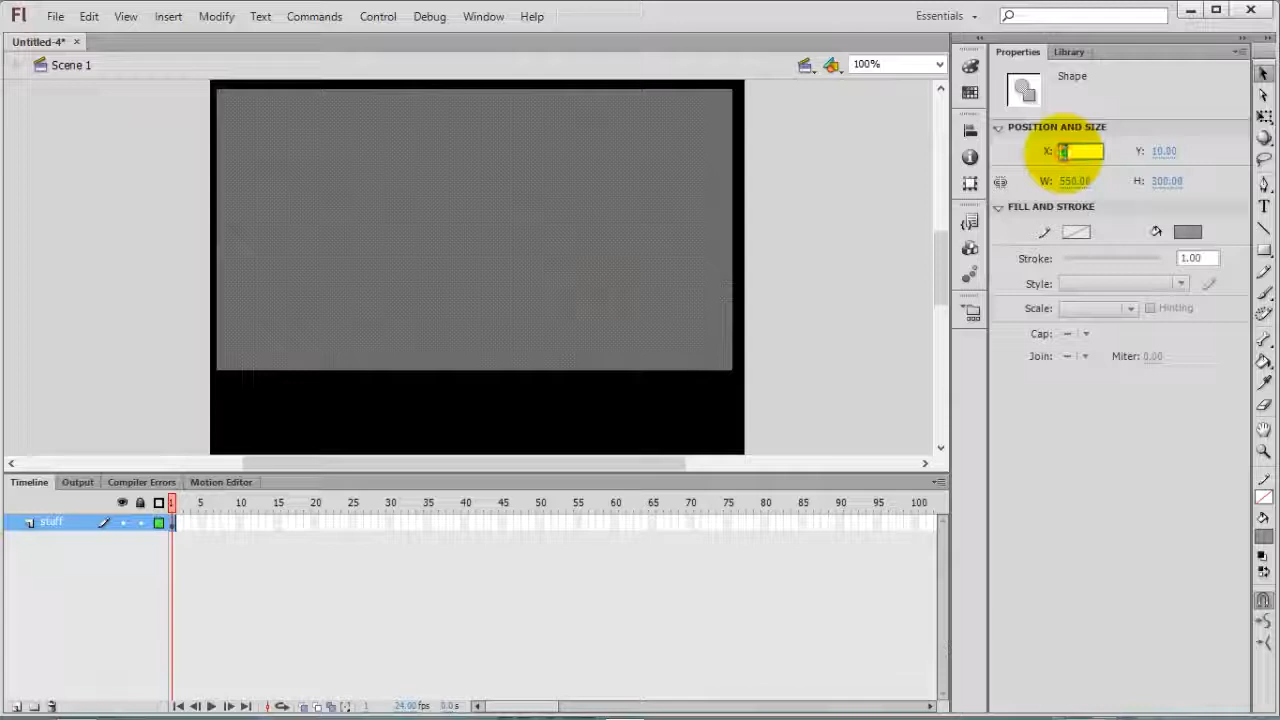 Fl File Edit View Insert Modify Text Commands Control Debug Window Help Essentials
Untitled-4* ×
Scene 1 100%
Properties Library
Shape
POSITION AND SIZE
X: Y: 10.00
W: 550.00 H: 300.00
FILL AND STROKE
Stroke: 1.00
Style:
Scale: Hinting
Cap:
Join: Miter: 0.00
Timeline Output Compiler Errors Motion Editor
1 5 10 15 20 25 30 35 40 45 50 55 60 65 70 75 80 85 90 95 100
stuff
1 24.00 fps 0.0 s